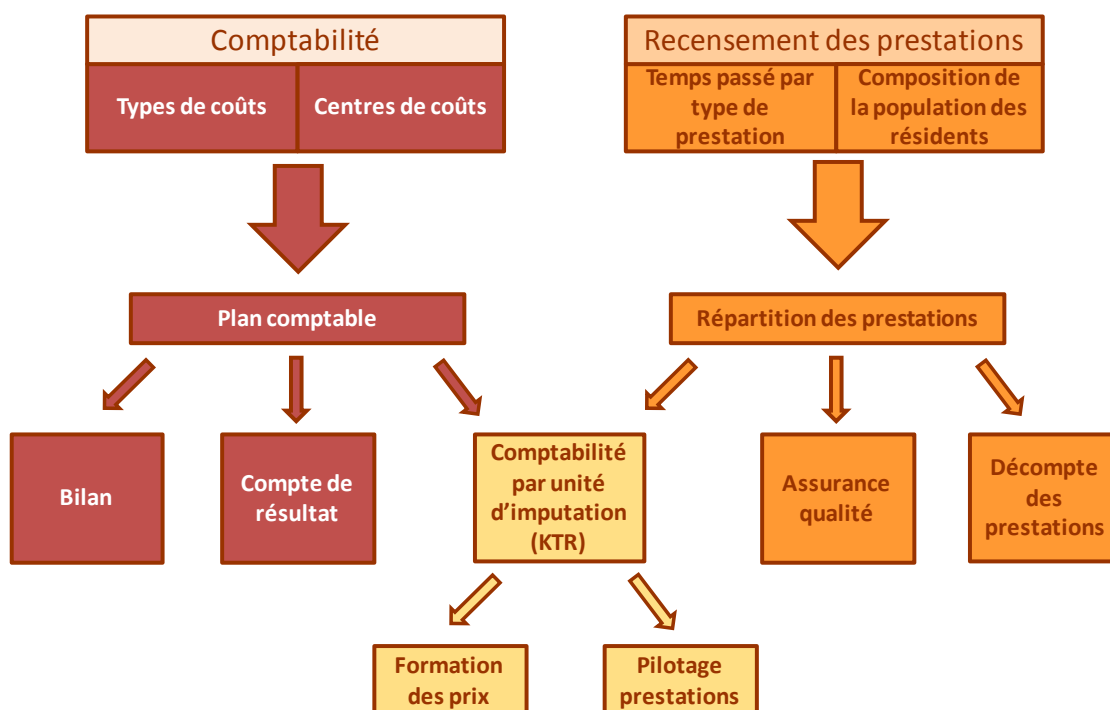 Comptabilité
Types de coûts
Centres de coûts
Recensement des prestations
Temps passé par
type de
prestation
Composition de
la population des
résidents
Plan comptable
Répartition des prestations
Bilan
Compte de
résultat
Comptabilité
par unité
d'imputation
(KTR)
Assurance
qualité
Décompte
des
prestations
Formation
des prix
Pilotage
prestations